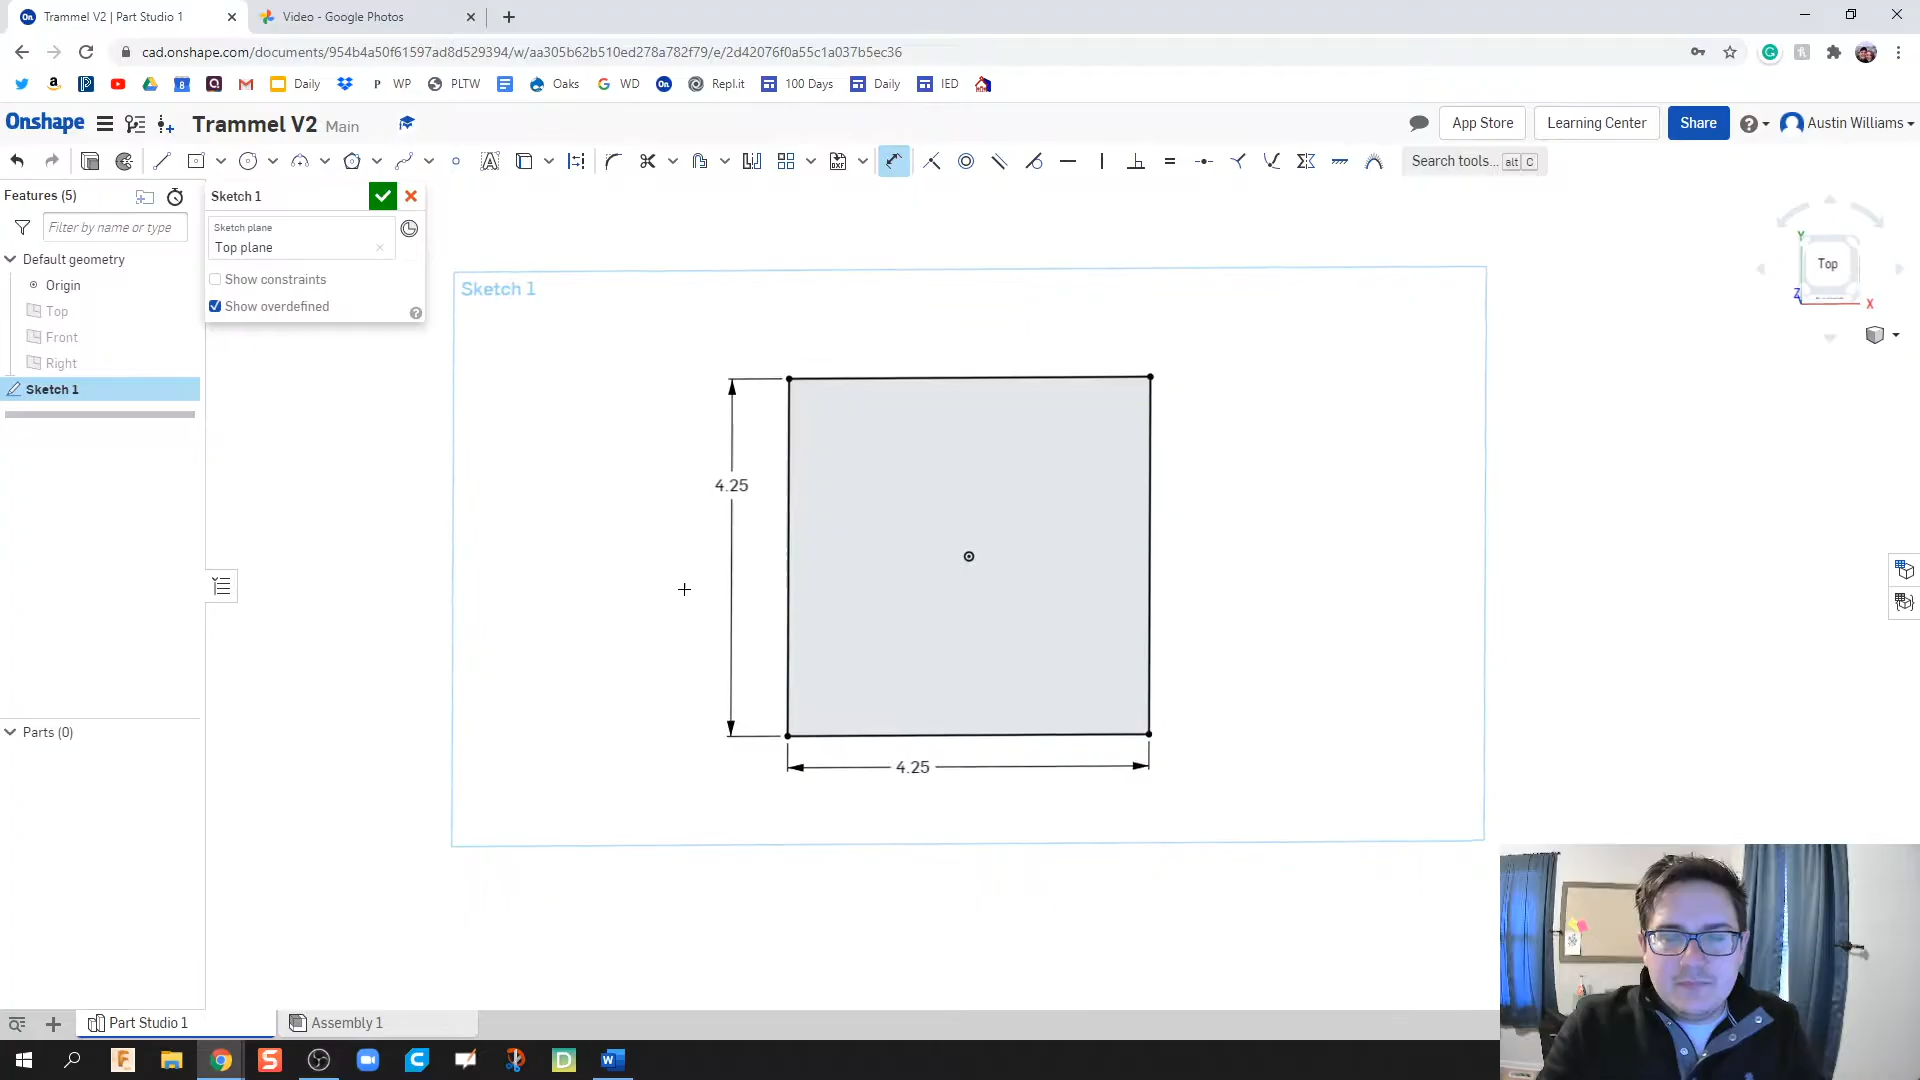 Trammel V2 | Part Studio 1
Video - Google Photos
cad.onshape.com/documents/954b4a50f61597ad8d529394/w/aa305b62b510ed278a782f79/e/2d42076f0a55c1a037b5ec36
Daily
WP
PLTW
Oaks
WD
Repl.it
100 Days
Daily
IED
Onshape
Trammel V2 Main
App Store
Learning Center
Share
Austin Williams
Search tools... alt C
Features (5)
Filter by name or type
Default geometry
Origin
Top
Front
Right
Sketch 1
Sketch 1
Sketch plane
Top plane
Show constraints
Show overdefined
Sketch 1
4.25
4.25
Y
Top
Z
X
Parts (0)
Part Studio 1
Assembly 1